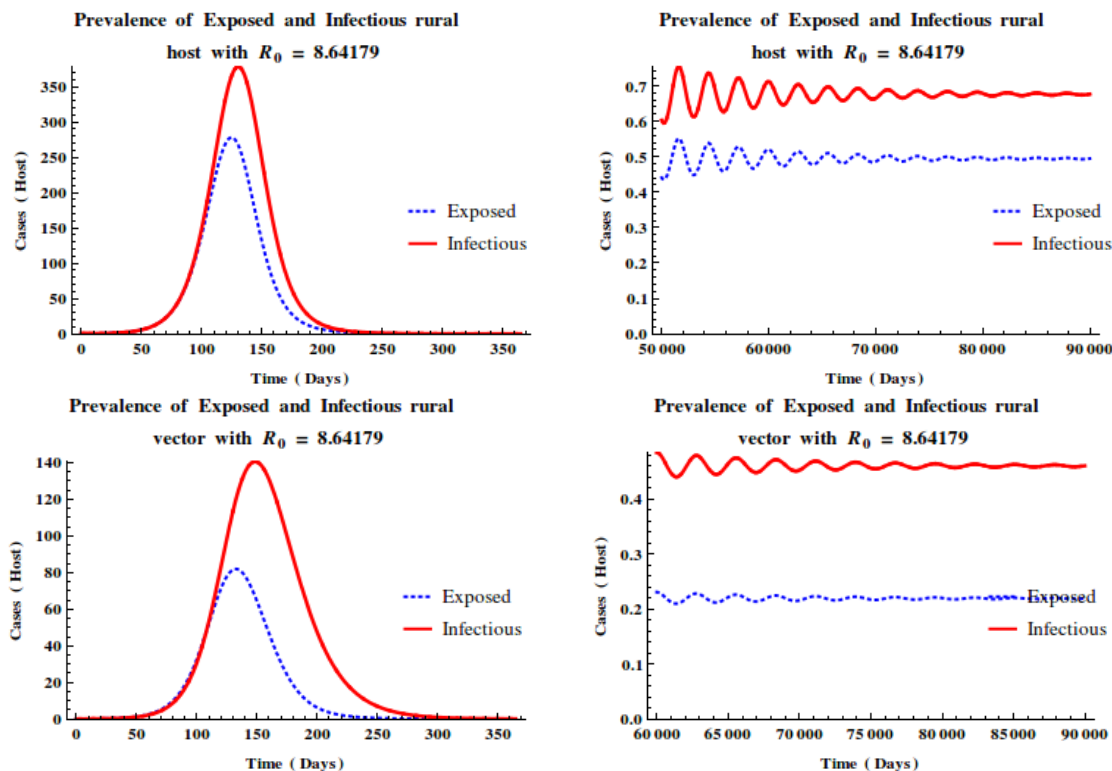 Prevalence of Exposed and Infectious rural
host with R0 = 8.64179
350
300
250
200
150
100
50
0
Cases ( Host )
0 50 100 150 200 250 300 350
Time ( Days )
Exposed
Infectious
Prevalence of Exposed and Infectious rural
host with R0 = 8.64179
0.7
0.6
0.5
0.4
0.3
0.2
0.1
0.0
Cases ( Host )
50 000 60 000 70 000 80 000 90 000
Time ( Days )
Exposed
Infectious
Prevalence of Exposed and Infectious rural
vector with R0 = 8.64179
140
120
100
80
60
40
20
0
Cases ( Host )
0 50 100 150 200 250 300 350
Time ( Days )
Exposed
Infectious
Prevalence of Exposed and Infectious rural
vector with R0 = 8.64179
0.4
0.3
0.2
0.1
0.0
Cases ( Host )
60 000 65 000 70 000 75 000 80 000 85 000 90 000
Time ( Days )
Exposed
Infectious